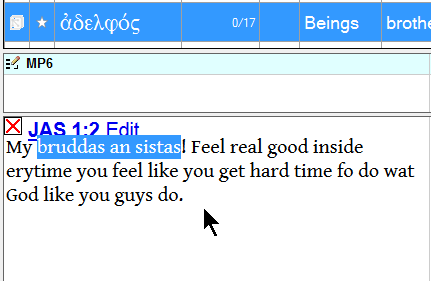 ἀδελφός 0/17 Beings brothe
MP6
JAS 1:2 Edit
My bruddas an sistas! Feel real good inside
erytime you feel like you get hard time fo do wat
God like you guys do.